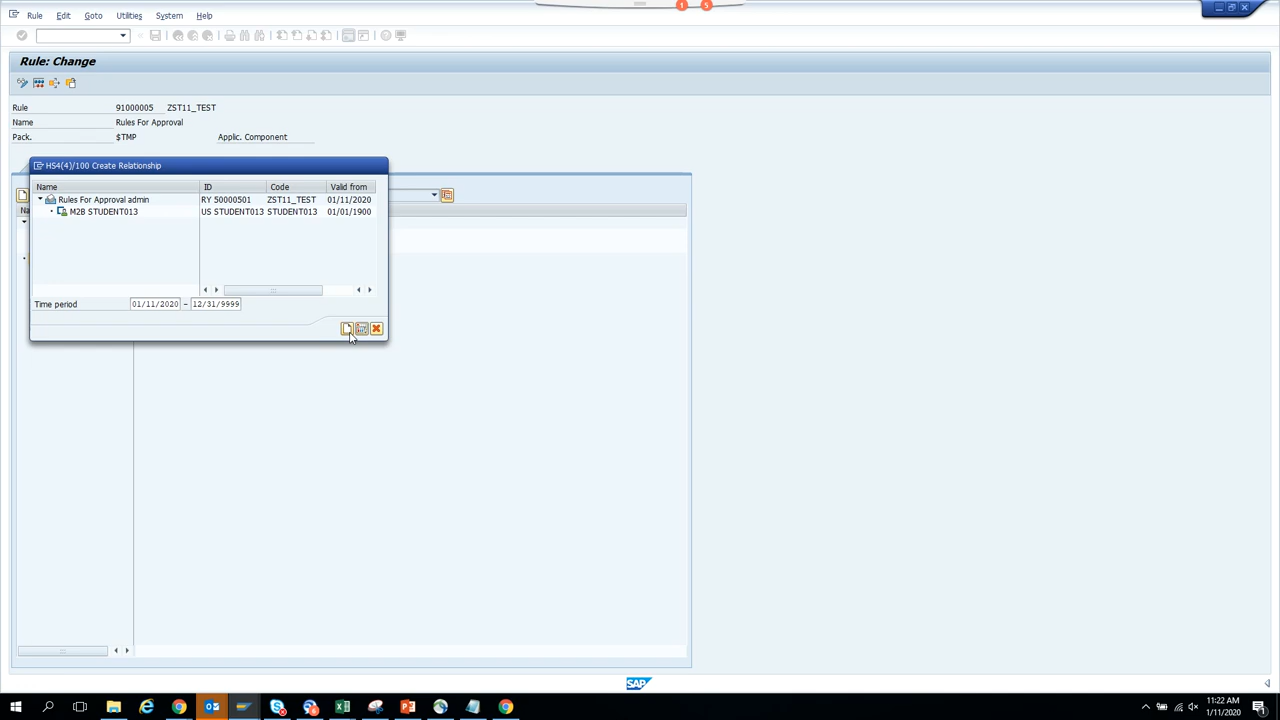 1 5
Rule Edit Goto Utilities System Help
Rule: Change
Rule 91000005 ZST11_TEST
Name Rules For Approval
Pack. $TMP Applic. Component
HS4(4)/100 Create Relationship
Name ID Code Valid from
Rules For Approval admin RY 50000501 ZST11_TEST 01/11/2020
M2B STUDENT013 US STUDENT013 STUDENT013 01/01/1900
Time period 01/11/2020 – 12/31/9999
SAP
11:22 AM
1/11/2020